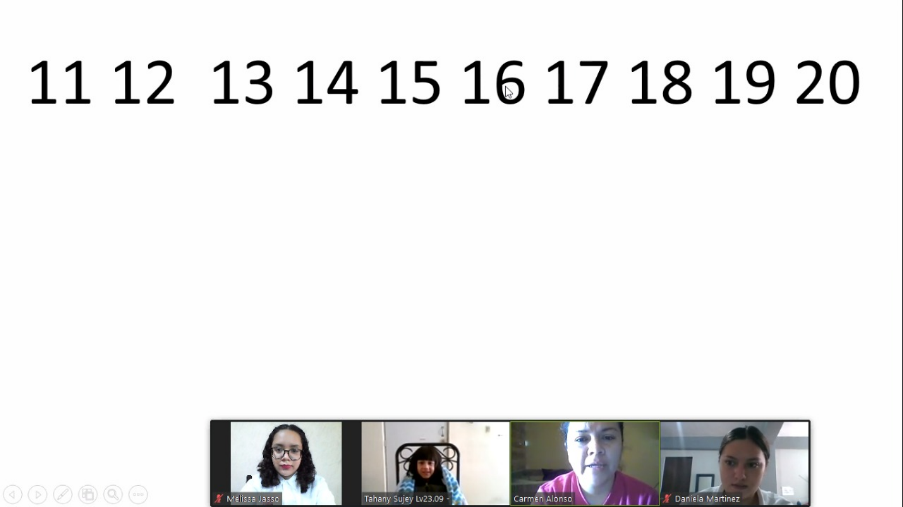 11 12 13 14 15 16 17 18 19 20
Melissa Jasso
Tahany Sujey Lv23.09 -
Carmen Alonso
Daniela Martinez